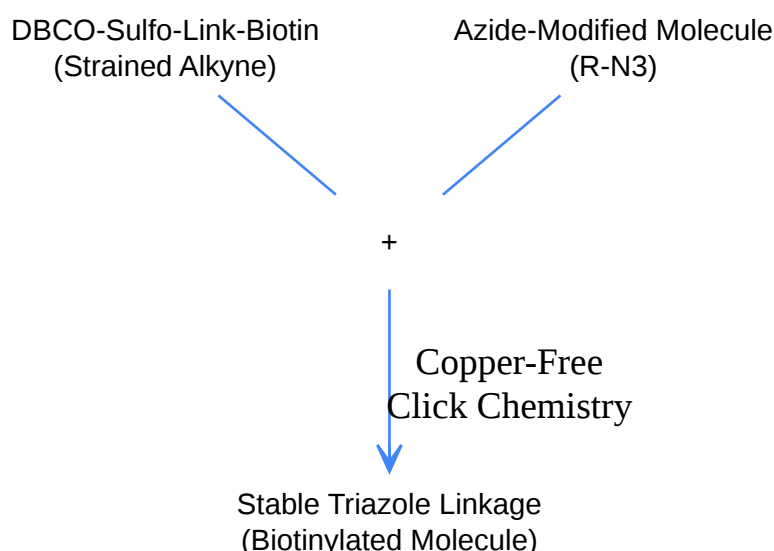 DBCO-Sulfo-Link-Biotin
(Strained Alkyne)
Azide-Modified Molecule
(R-N3)
+
Copper-Free
Click Chemistry
Stable Triazole Linkage
(Biotinylated Molecule)